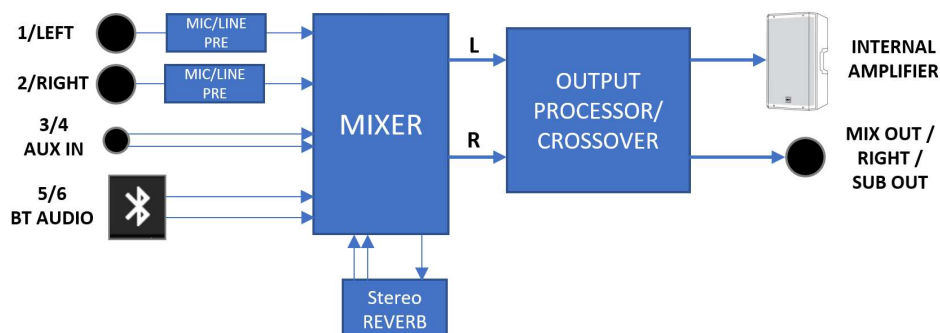 1/LEFT
MIC/LINE
PRE
2/RIGHT
MIC/LINE
PRE
3/4
AUX IN
5/6
BT AUDIO
MIXER
L
R
OUTPUT
PROCESSOR/
CROSSOVER
INTERNAL
AMPLIFIER
MIX OUT /
RIGHT /
SUB OUT
Stereo
REVERB